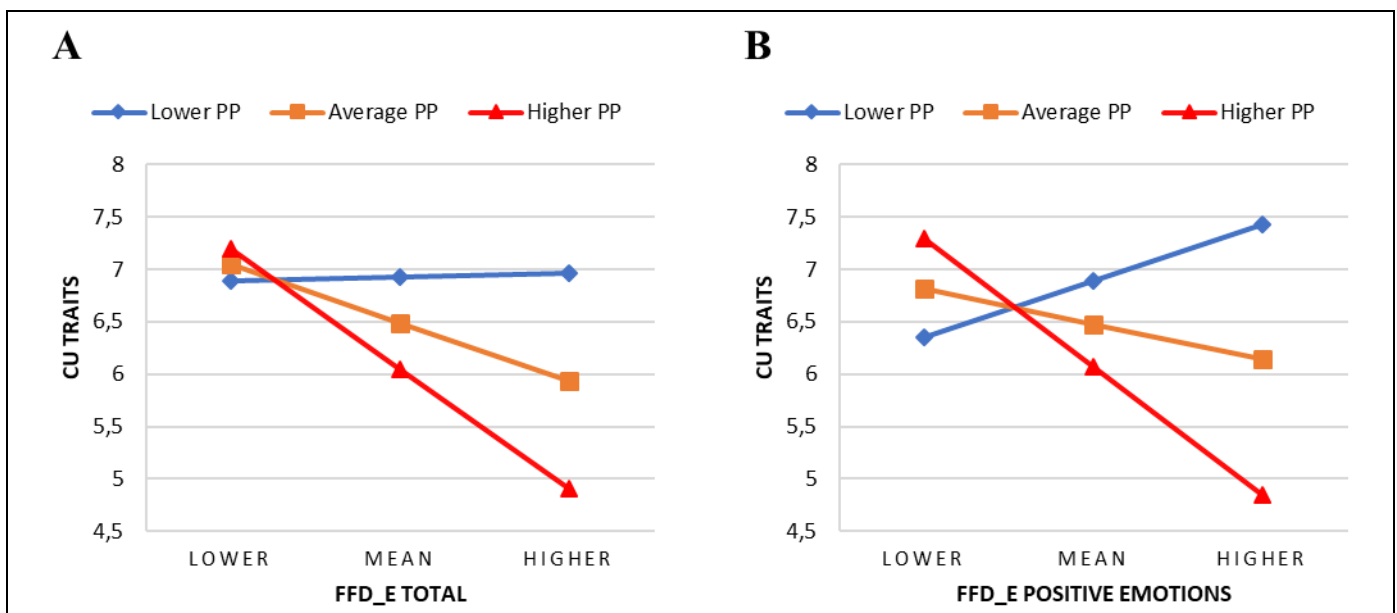 A
Lower PP Average PP Higher PP
8
7,5
7
6,5
6
5,5
5
4,5
CU TRAITS
LOWER MEAN HIGHER
FFD_E TOTAL
B
Lower PP Average PP Higher PP
8
7,5
7
6,5
6
5,5
5
4,5
CU TRAITS
LOWER MEAN HIGHER
FFD_E POSITIVE EMOTIONS